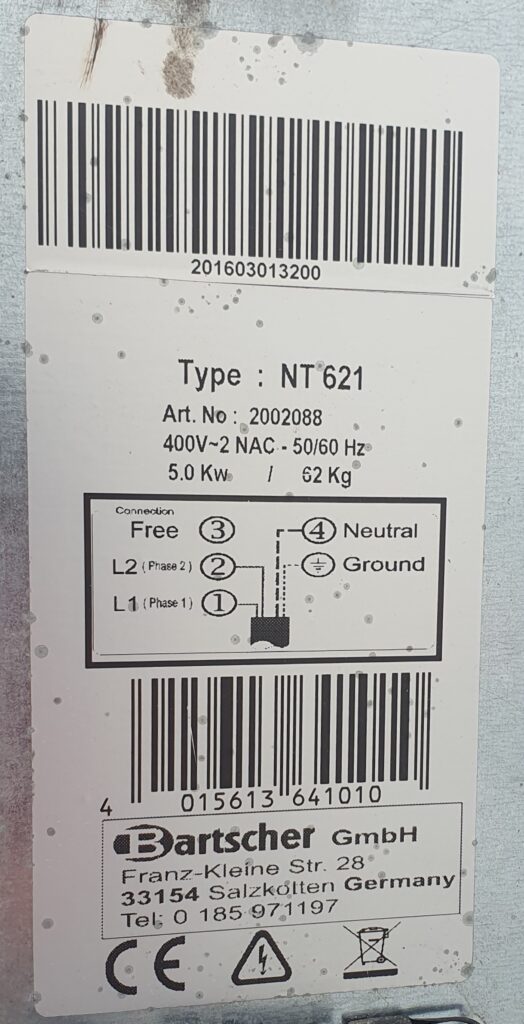 201603013200
Type : NT 621
Art. No : 2002088
400V~2 NAC - 50/60 Hz
5.0 Kw / 62 Kg
Connection
Free 3 4 Neutral
L2 (Phase 2) 2 Ground
L1 (Phase 1) 1
4 015613 641010
Bartscher GmbH
Franz-Kleine Str. 28
33154 Salzkotten Germany
Tel: 0 185 971197
CE